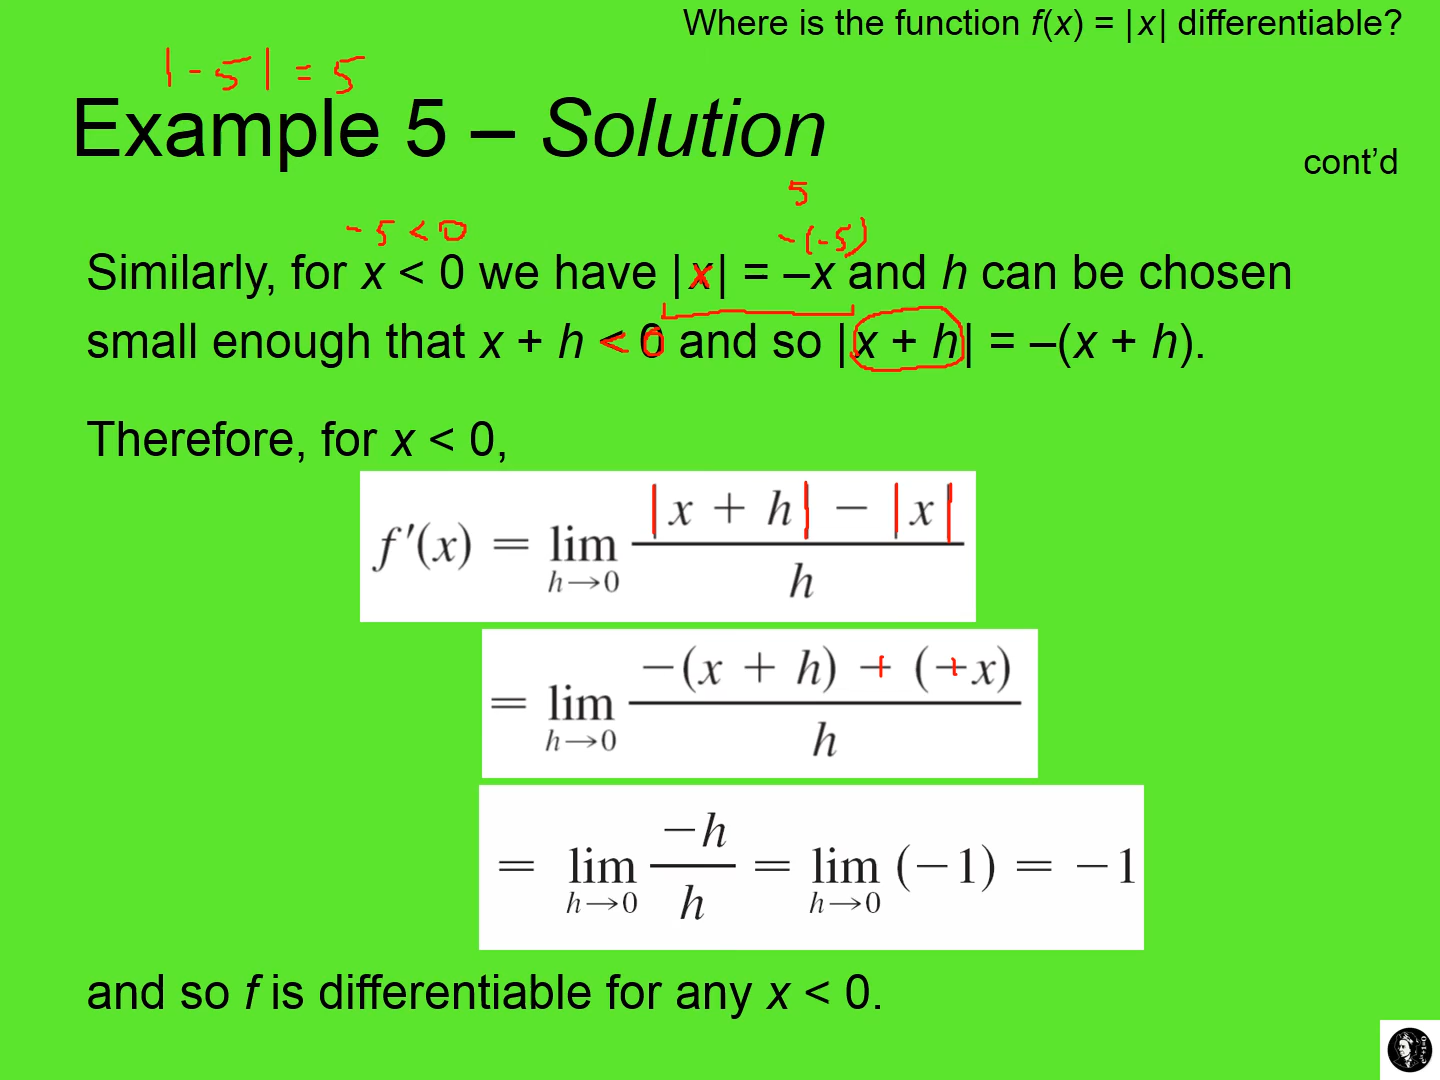 Where is the function f(x) = |x| differentiable?
|-5| = 5
Example 5 – Solution
cont’d
5
-5 < 0
-(-5)
Similarly, for x < 0 we have |x| = –x and h can be chosen
small enough that x + h < 0 and so |x + h| = –(x + h).
Therefore, for x < 0,
f′(x) = lim h→0 |x + h| − |x| / h
= lim h→0 −(x + h) + (+x) / h
= lim h→0 −h / h = lim h→0 (−1) = −1
and so f is differentiable for any x < 0.